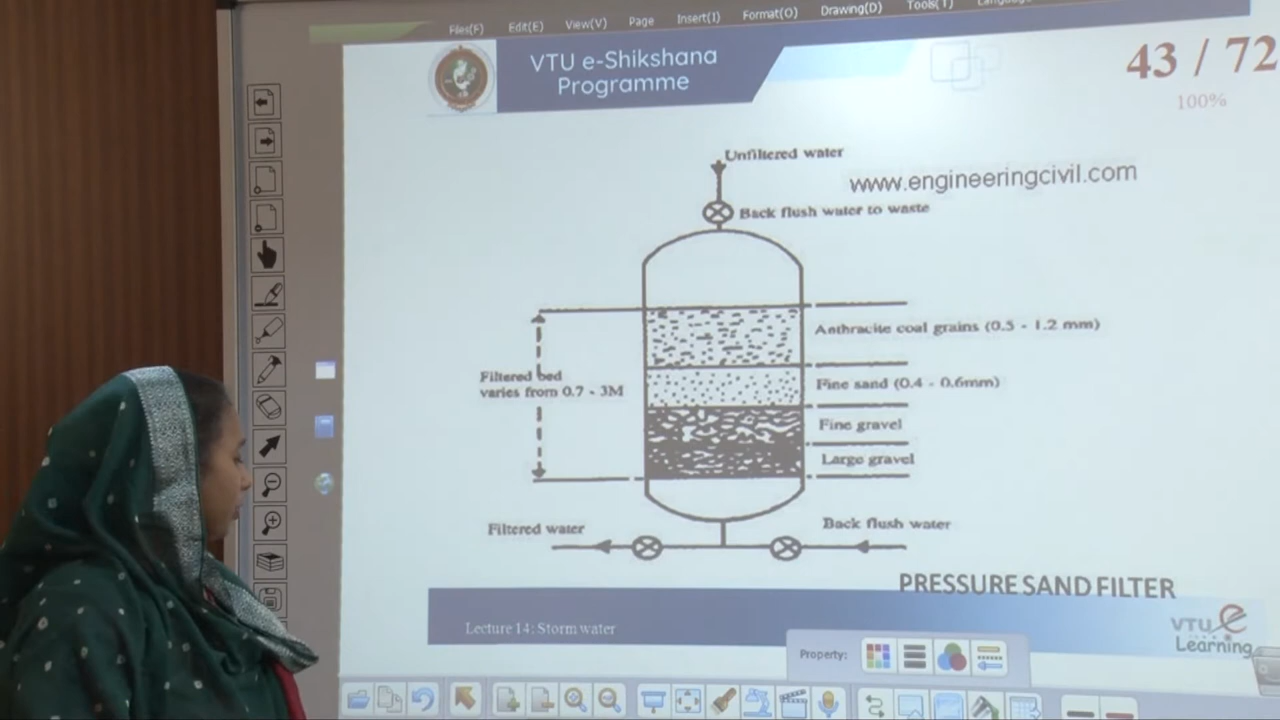 Files(F) Edit(E) View(V) Page Insert(I) Format(O) Drawing(D) Tools(T)
VTU e-Shikshana
Programme
43 / 72
100%
Unfiltered water
www.engineeringcivil.com
Back flush water to waste
Anthracite coal grains (0.5 - 1.2 mm)
Filtered bed
varies from 0.7 - 3M
Fine sand (0.4 - 0.6mm)
Fine gravel
Large gravel
Filtered water
Back flush water
PRESSURE SAND FILTER
Lecture 14: Storm water
VTU e
Learning
Property: